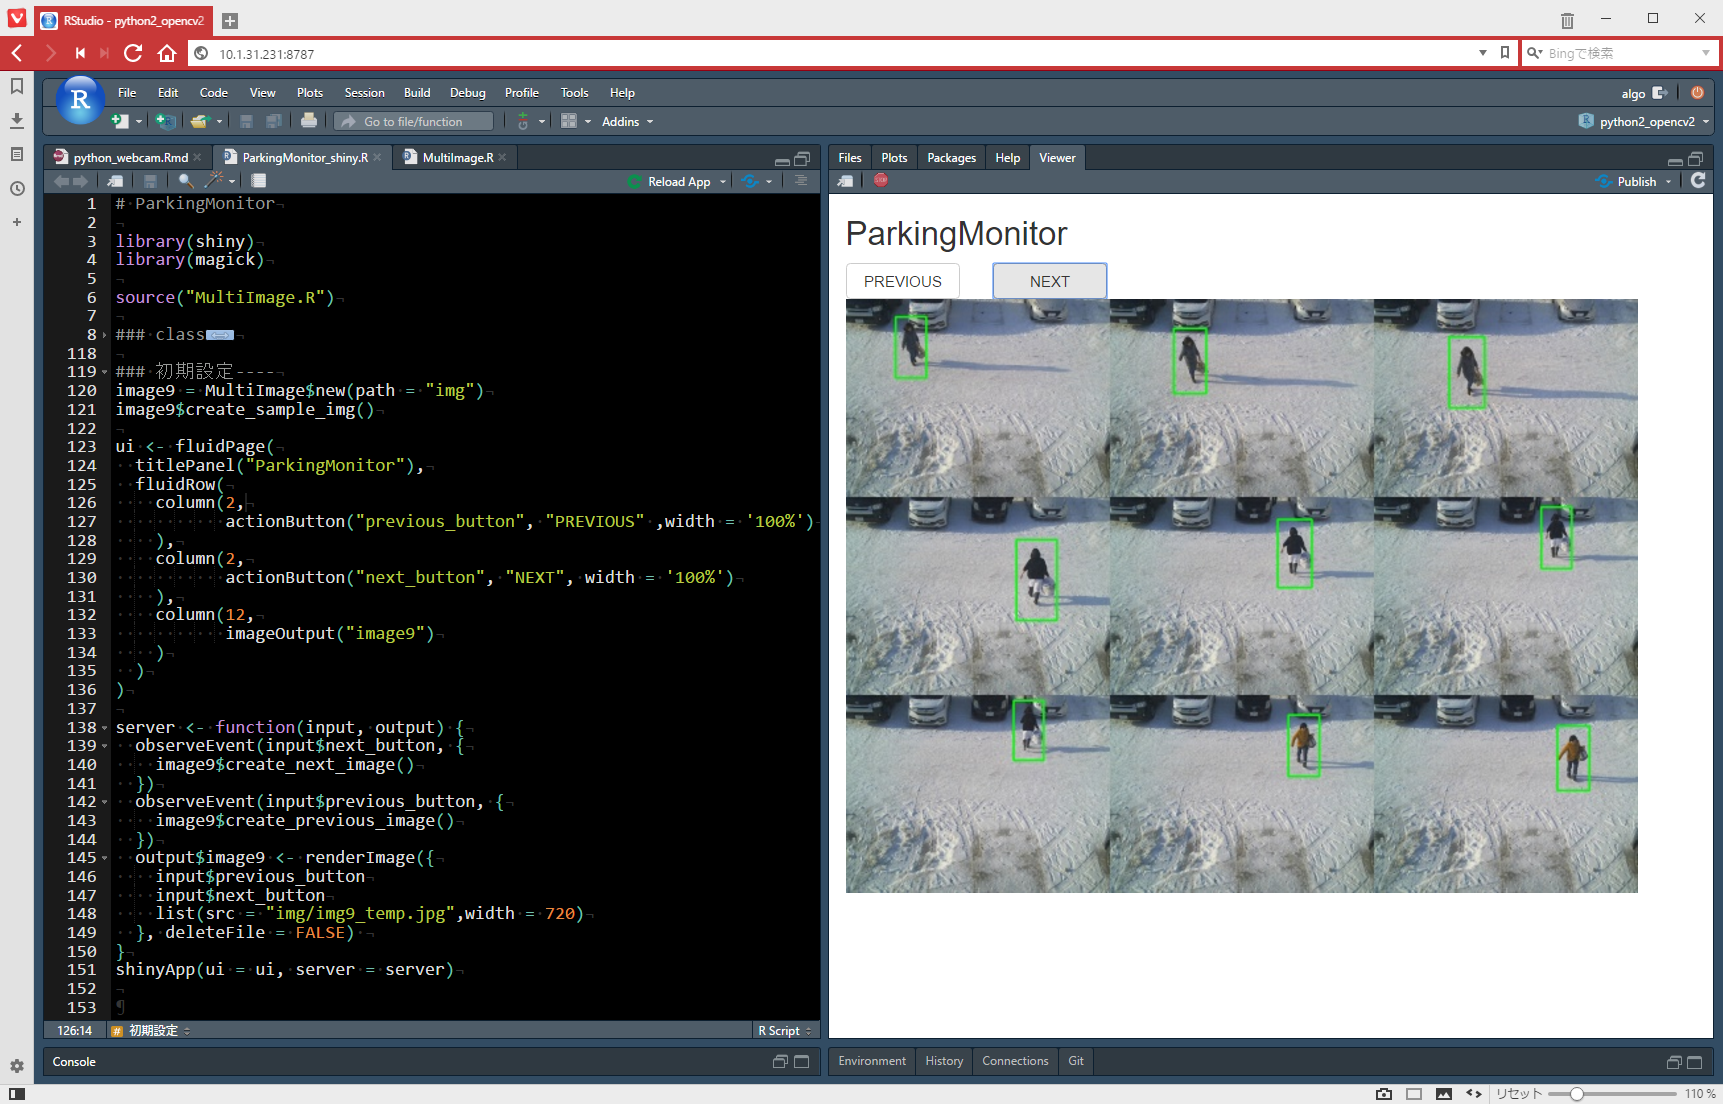 RStudio - python2_opencv2
10.1.31.231:8787
Bingで検索
R
File Edit Code View Plots Session Build Debug Profile Tools Help
algo
Go to file/function
Addins
python2_opencv2
python_webcam.Rmd
ParkingMonitor_shiny.R
MultiImage.R
Reload App
1 # ParkingMonitor
2
3 library(shiny)
4 library(magick)
5
6 source("MultiImage.R")
7
8 ### class
118
119 ### 初期設定----
120 image9 = MultiImage$new(path = "img")
121 image9$create_sample_img()
122
123 ui <- fluidPage(
124 titlePanel("ParkingMonitor"),
125 fluidRow(
126 column(2,
127 actionButton("previous_button", "PREVIOUS" ,width = '100%')
128 ),
129 column(2,
130 actionButton("next_button", "NEXT", width = '100%')
131 ),
132 column(12,
133 imageOutput("image9")
134 )
135 )
136 )
137
138 server <- function(input, output) {
139 observeEvent(input$next_button, {
140 image9$create_next_image()
141 })
142 observeEvent(input$previous_button, {
143 image9$create_previous_image()
144 })
145 output$image9 <- renderImage({
146 input$previous_button
147 input$next_button
148 list(src = "img/img9_temp.jpg",width = 720)
149 }, deleteFile = FALSE)
150 }
151 shinyApp(ui = ui, server = server)
152
153
126:14
# 初期設定
R Script
Console
Files Plots Packages Help Viewer
STOP
Publish
ParkingMonitor
PREVIOUS
NEXT
Environment History Connections Git
リセット
110 %